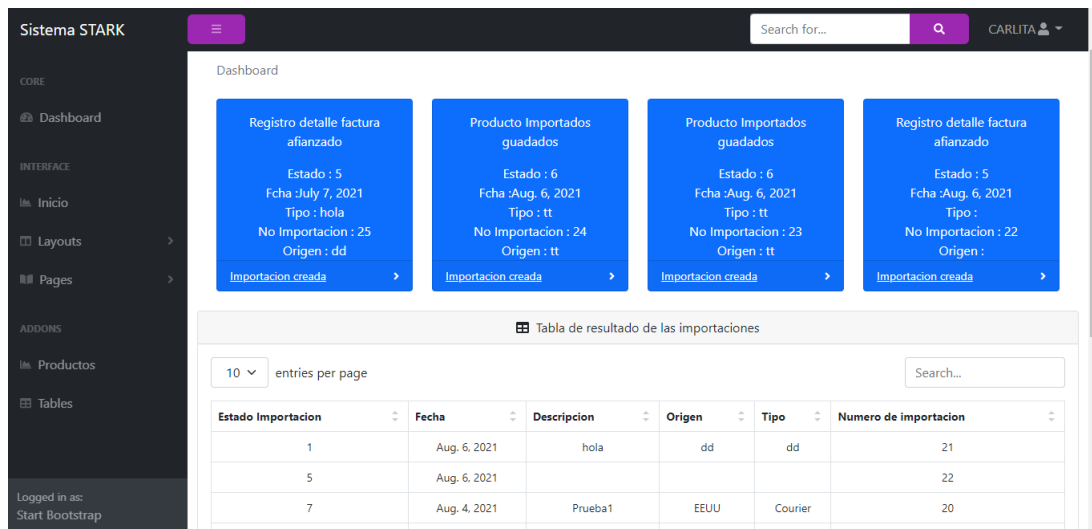 Sistema STARK
Search for...
CARLITA
CORE
Dashboard
INTERFACE
Inicio
Layouts
Pages
ADDONS
Productos
Tables
Logged in as:
Start Bootstrap
Dashboard
Registro detalle factura
afianzado
Estado : 5
Fcha :July 7, 2021
Tipo : hola
No Importacion : 25
Origen : dd
Importacion creada
Producto Importados
guadados
Estado : 6
Fcha :Aug. 6, 2021
Tipo : tt
No Importacion : 24
Origen : tt
Importacion creada
Producto Importados
guadados
Estado : 6
Fcha :Aug. 6, 2021
Tipo : tt
No Importacion : 23
Origen : tt
Importacion creada
Registro detalle factura
afianzado
Estado : 5
Fcha :Aug. 6, 2021
Tipo :
No Importacion : 22
Origen :
Importacion creada
Tabla de resultado de las importaciones
10 entries per page
Search...
Estado Importacion Fecha Descripcion Origen Tipo Numero de importacion
1 Aug. 6, 2021 hola dd dd 21
5 Aug. 6, 2021 22
7 Aug. 4, 2021 Prueba1 EEUU Courier 20